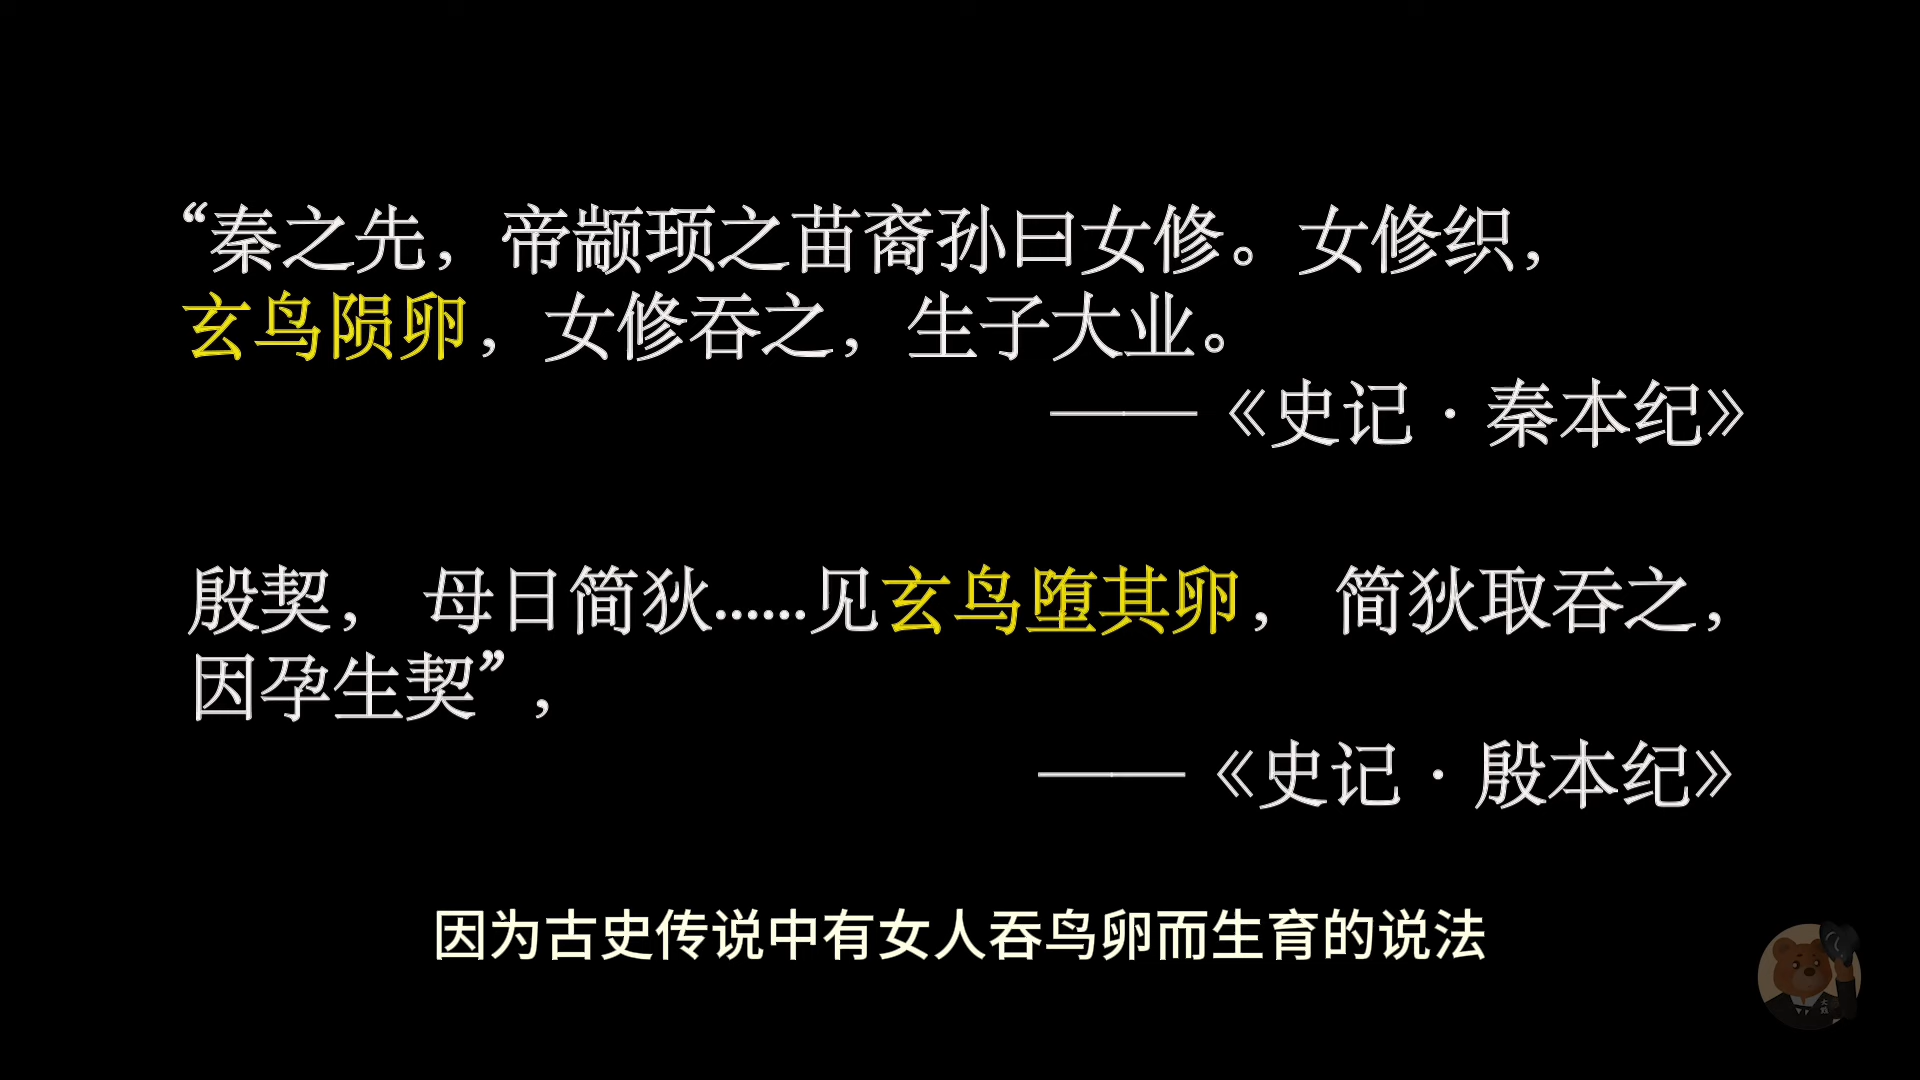 “秦之先，帝颛顼之苗裔孙曰女修。女修织，
玄鸟陨卵，女修吞之，生子大业。
——《史记·秦本纪》
殷契， 母日简狄......见玄鸟堕其卵， 简狄取吞之，
因孕生契”，
——《史记·殷本纪》
因为古史传说中有女人吞鸟卵而生育的说法